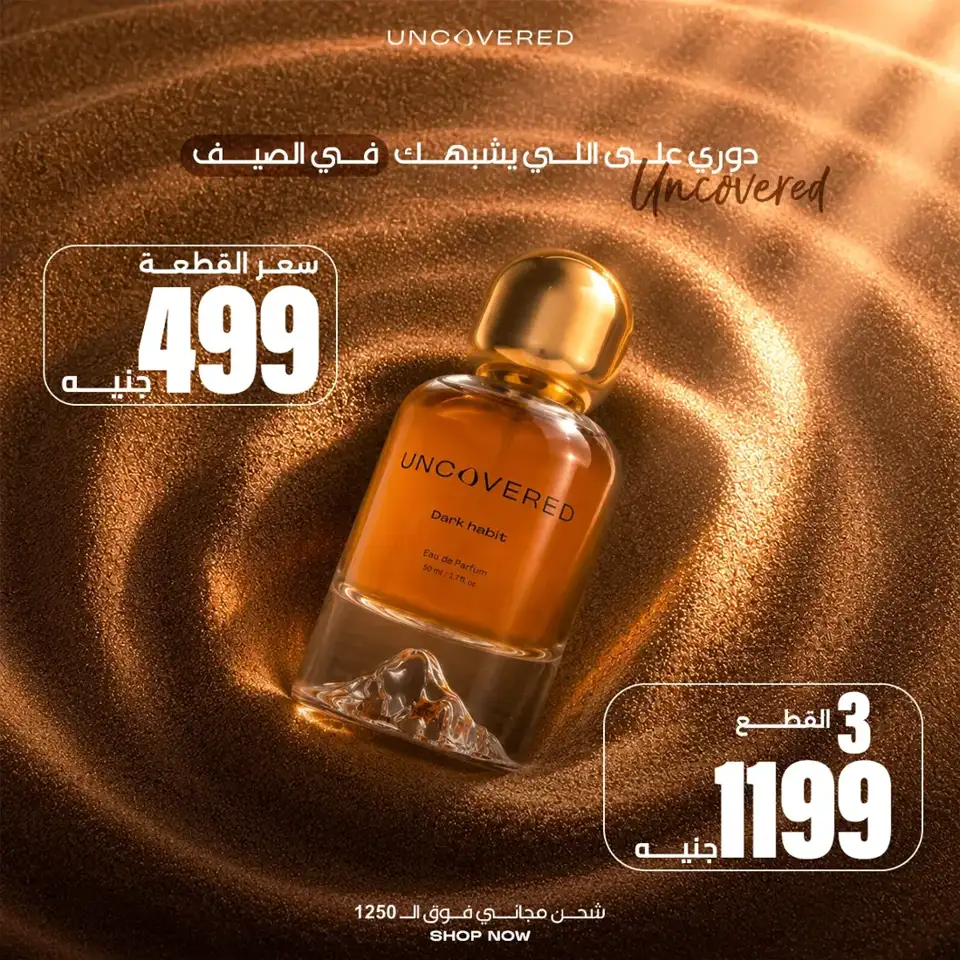 UNCOVERED
دوري على اللي يشبهك في الصيف
Uncovered
سعر القطعة
499
جنيه
UNCOVERED
Dark habit
Eau de Parfum
50 ml / 1.7 fl. oz
3 القطع
1199
جنيه
شحن مجاني فوق الـ 1250
SHOP NOW